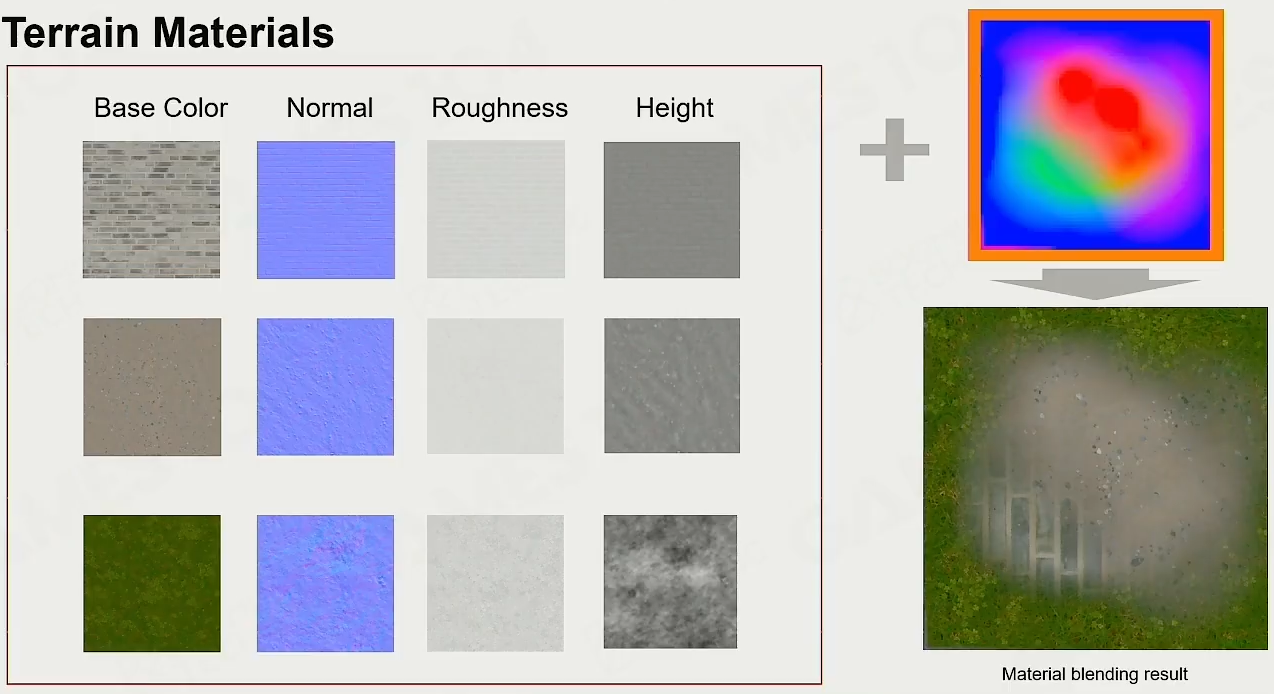 Terrain Materials
Base Color
Normal
Roughness
Height
Material blending result